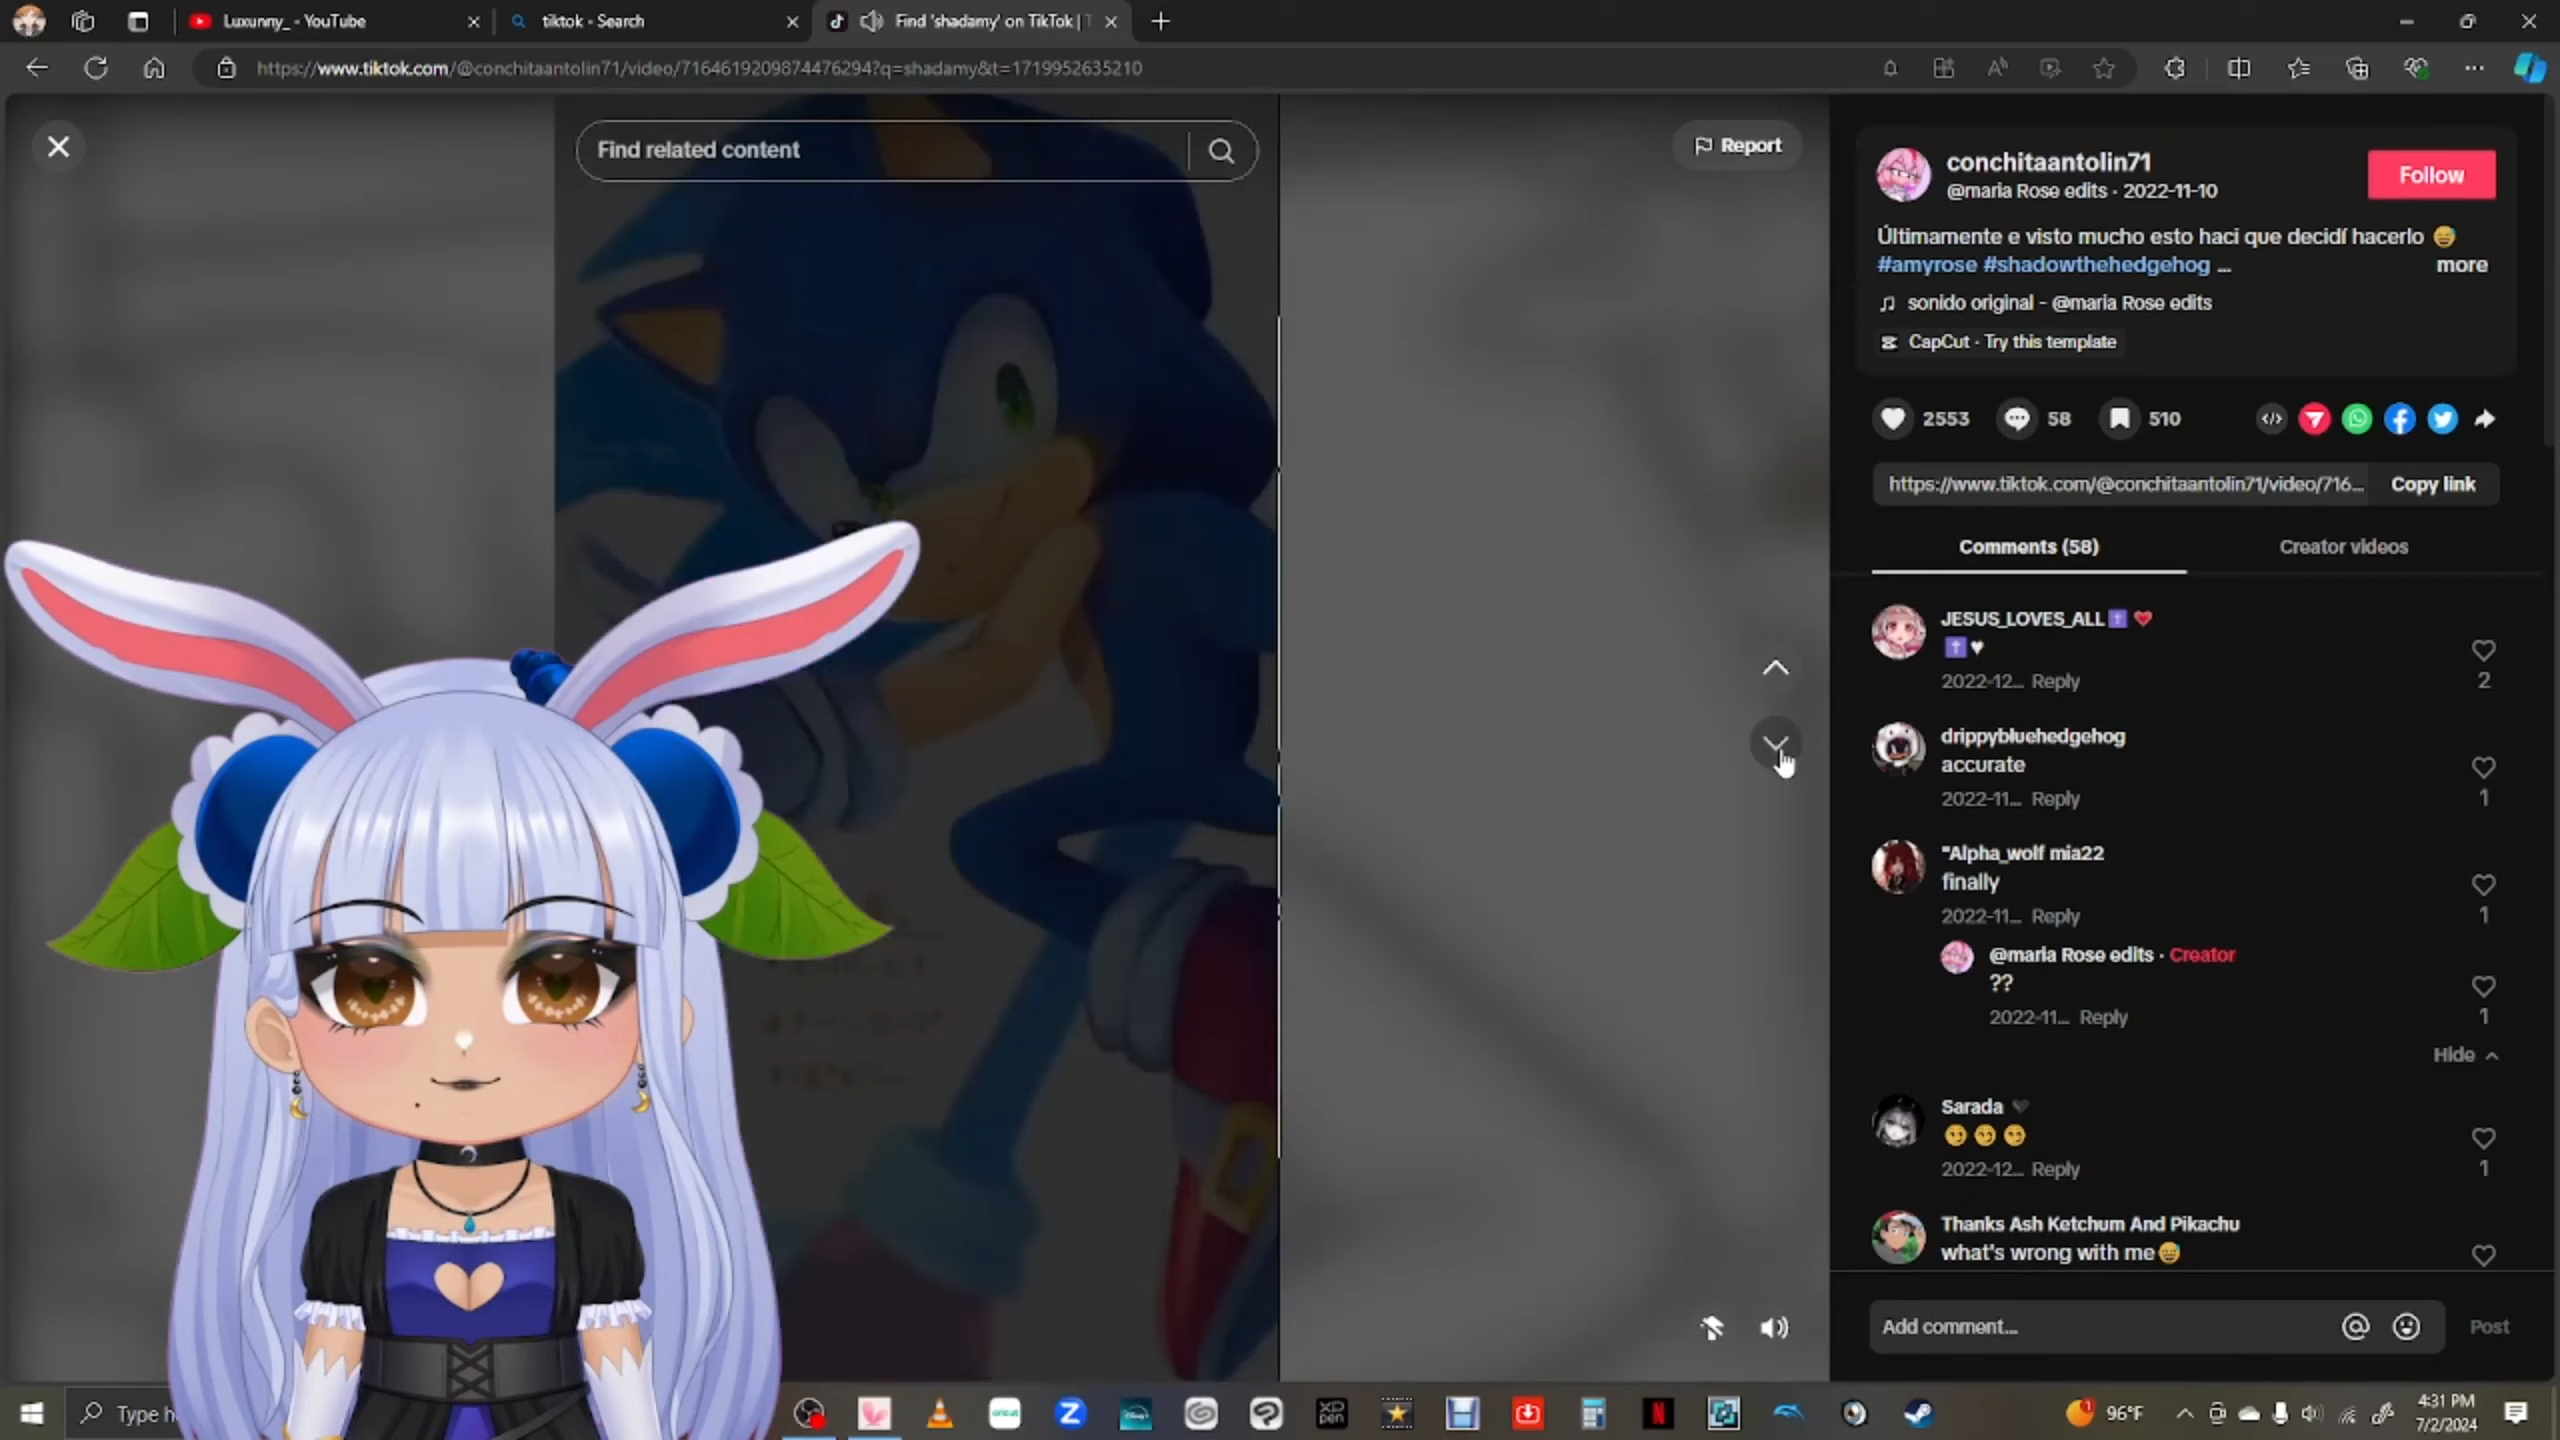 Luxunny_ - YouTube
tiktok - Search
Find 'shadamy' on TikTok |
https://www.tiktok.com/@conchitaantolin71/video/7164619209874476294?q=shadamy&t=1719952635210
Find related content
Report
conchitaantolin71
@maria Rose edits · 2022-11-10
Follow
Últimamente e visto mucho esto haci que decidí hacerlo 😅
#amyrose #shadowthehedgehog ...
more
sonido original - @maria Rose edits
CapCut · Try this template
2553
58
510
https://www.tiktok.com/@conchitaantolin71/video/716...
Copy link
Comments (58)
Creator videos
JESUS_LOVES_ALL✝️❤️
✝️♥
2022-12... Reply
2
drippybluehedgehog
accurate
2022-11... Reply
1
"Alpha_wolf mia22
finally
2022-11... Reply
1
@maria Rose edits · Creator
??
2022-11... Reply
1
Hide
Sarada 🖤
😏😏😏
2022-12... Reply
1
Thanks Ash Ketchum And Pikachu
what's wrong with me😅
Add comment...
Post
Type h
cricut
Disney+
XP PEN
N
1
96°F
4:31 PM
7/2/2024